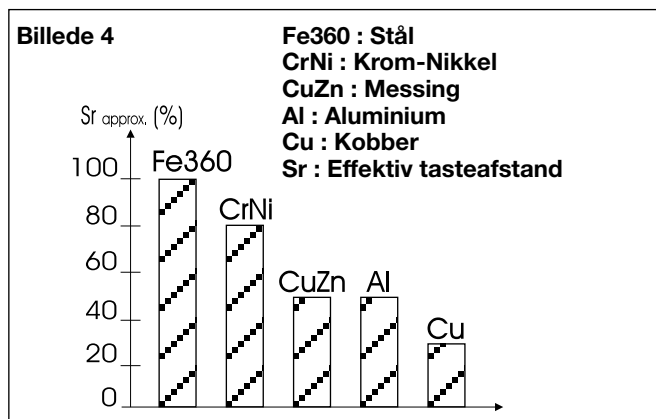 Billede 4
Fe360 : Stål
CrNi : Krom-Nikkel
CuZn : Messing
Al : Aluminium
Cu : Kobber
Sr : Effektiv tasteafstand
Sr approx. (%)
Fe360
CrNi
CuZn
Al
Cu
100
80
60
40
20
0